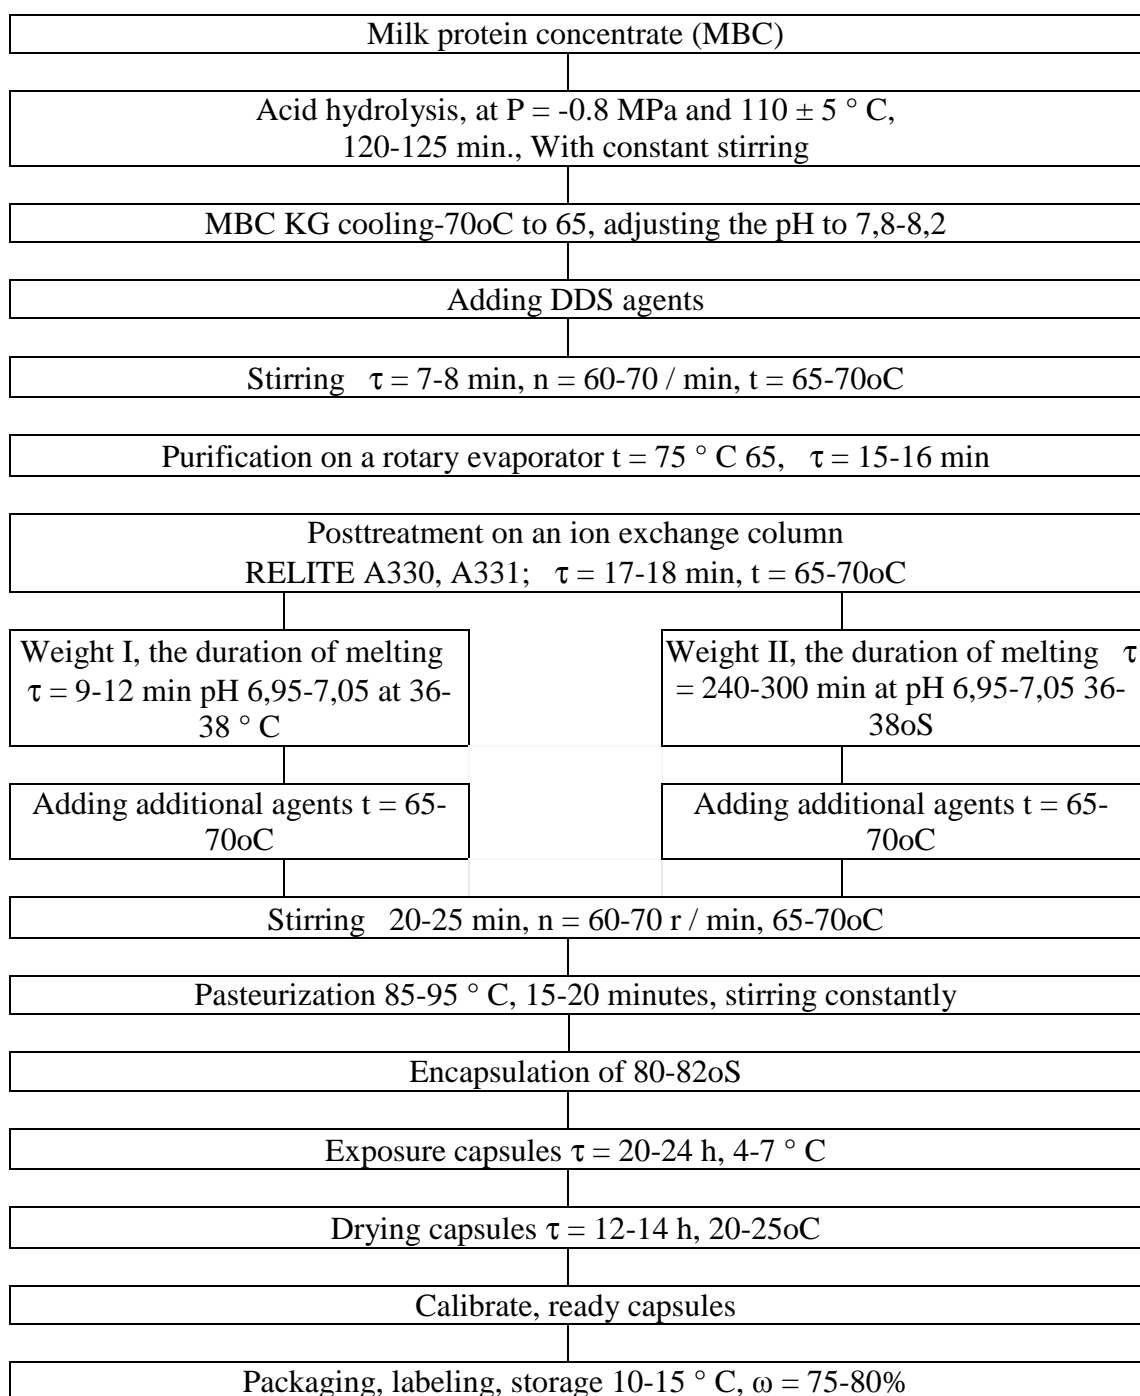 Milk protein concentrate (MBC)
Acid hydrolysis, at P = -0.8 MPa and 110 ± 5 ° C,
120-125 min., With constant stirring
MBC KG cooling-70oC to 65, adjusting the pH to 7,8-8,2
Adding DDS agents
Stirring τ = 7-8 min, n = 60-70 / min, t = 65-70oC
Purification on a rotary evaporator t = 75 ° C 65, τ = 15-16 min
Posttreatment on an ion exchange column
RELITE A330, A331; τ = 17-18 min, t = 65-70oC
Weight I, the duration of melting
τ = 9-12 min pH 6,95-7,05 at 36-
38 ° C
Weight II, the duration of melting τ
= 240-300 min at pH 6,95-7,05 36-
38oS
Adding additional agents t = 65-
70oC
Adding additional agents t = 65-
70oC
Stirring 20-25 min, n = 60-70 r / min, 65-70oC
Pasteurization 85-95 ° C, 15-20 minutes, stirring constantly
Encapsulation of 80-82oS
Exposure capsules τ = 20-24 h, 4-7 ° C
Drying capsules τ = 12-14 h, 20-25oC
Calibrate, ready capsules
Packaging, labeling, storage 10-15 ° C, ω = 75-80%